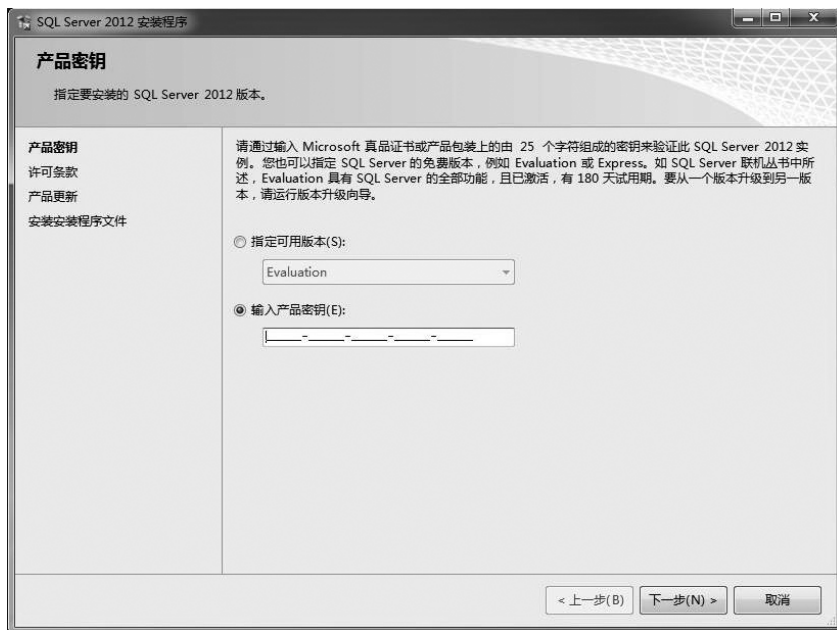 SQL Server 2012 安装程序
产品密钥
指定要安装的 SQL Server 2012 版本。
产品密钥
许可条款
产品更新
安装安装程序文件
请通过输入 Microsoft 真品证书或产品包装上的由 25 个字符组成的密钥来验证此 SQL Server 2012 实
例。您也可以指定 SQL Server 的免费版本，例如 Evaluation 或 Express。如 SQL Server 联机丛书中所
述，Evaluation 具有 SQL Server 的全部功能，且已激活，有 180 天试用期。要从一个版本升级到另一版
本，请运行版本升级向导。
指定可用版本(S):
Evaluation
输入产品密钥(E):
_____-_____-_____-_____-_____
< 上一步(B)
下一步(N) >
取消